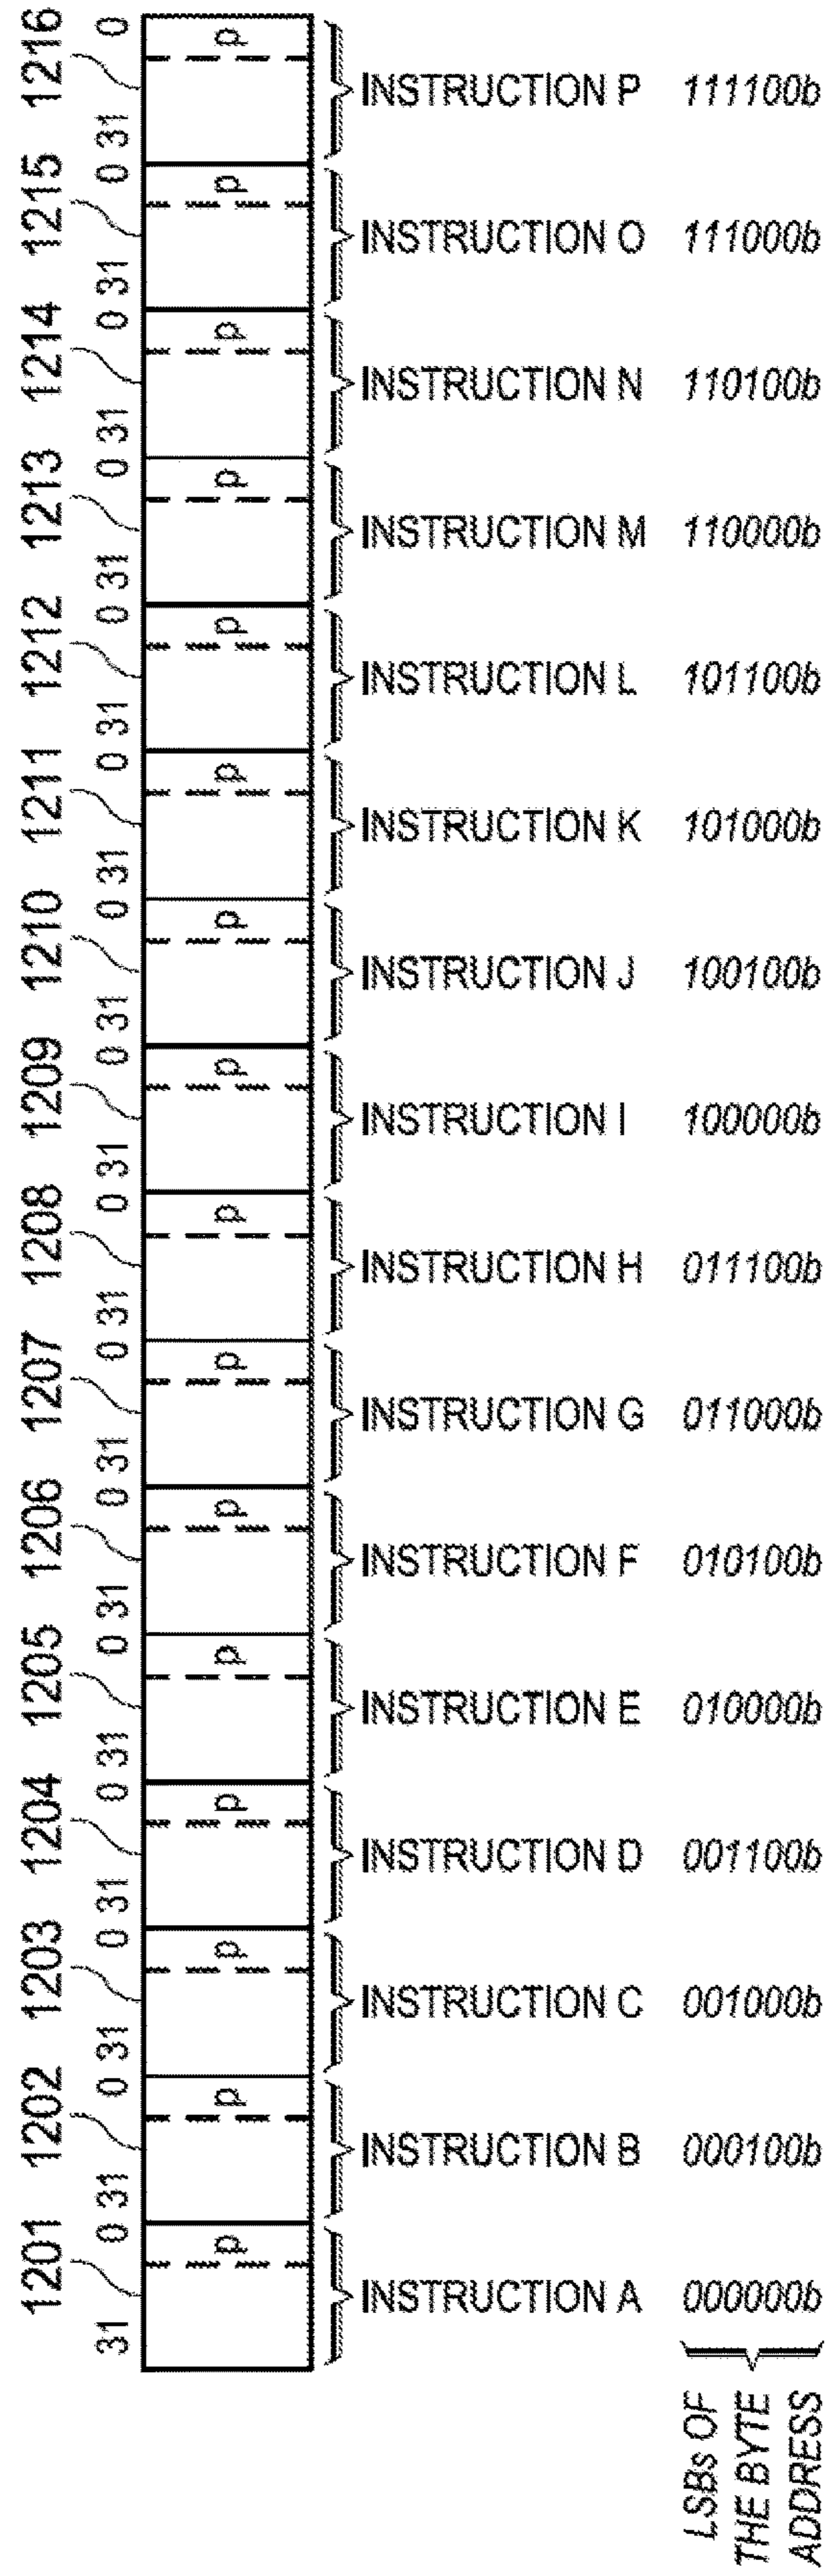 1216
0
p
31
INSTRUCTION P 111100b
1215
0
p
31
INSTRUCTION O 111000b
1214
0
p
31
INSTRUCTION N 110100b
1213
0
p
31
INSTRUCTION M 110000b
1212
0
p
31
INSTRUCTION L 101100b
1211
0
p
31
INSTRUCTION K 101000b
1210
0
p
31
INSTRUCTION J 100100b
1209
0
p
31
INSTRUCTION I 100000b
1208
0
p
31
INSTRUCTION H 011100b
1207
0
p
31
INSTRUCTION G 011000b
1206
0
p
31
INSTRUCTION F 010100b
1205
0
p
31
INSTRUCTION E 010000b
1204
0
p
31
INSTRUCTION D 001100b
1203
0
p
31
INSTRUCTION C 001000b
1202
0
p
31
INSTRUCTION B 000100b
1201
0
p
31
INSTRUCTION A 000000b
LSBs OF
THE BYTE
ADDRESS